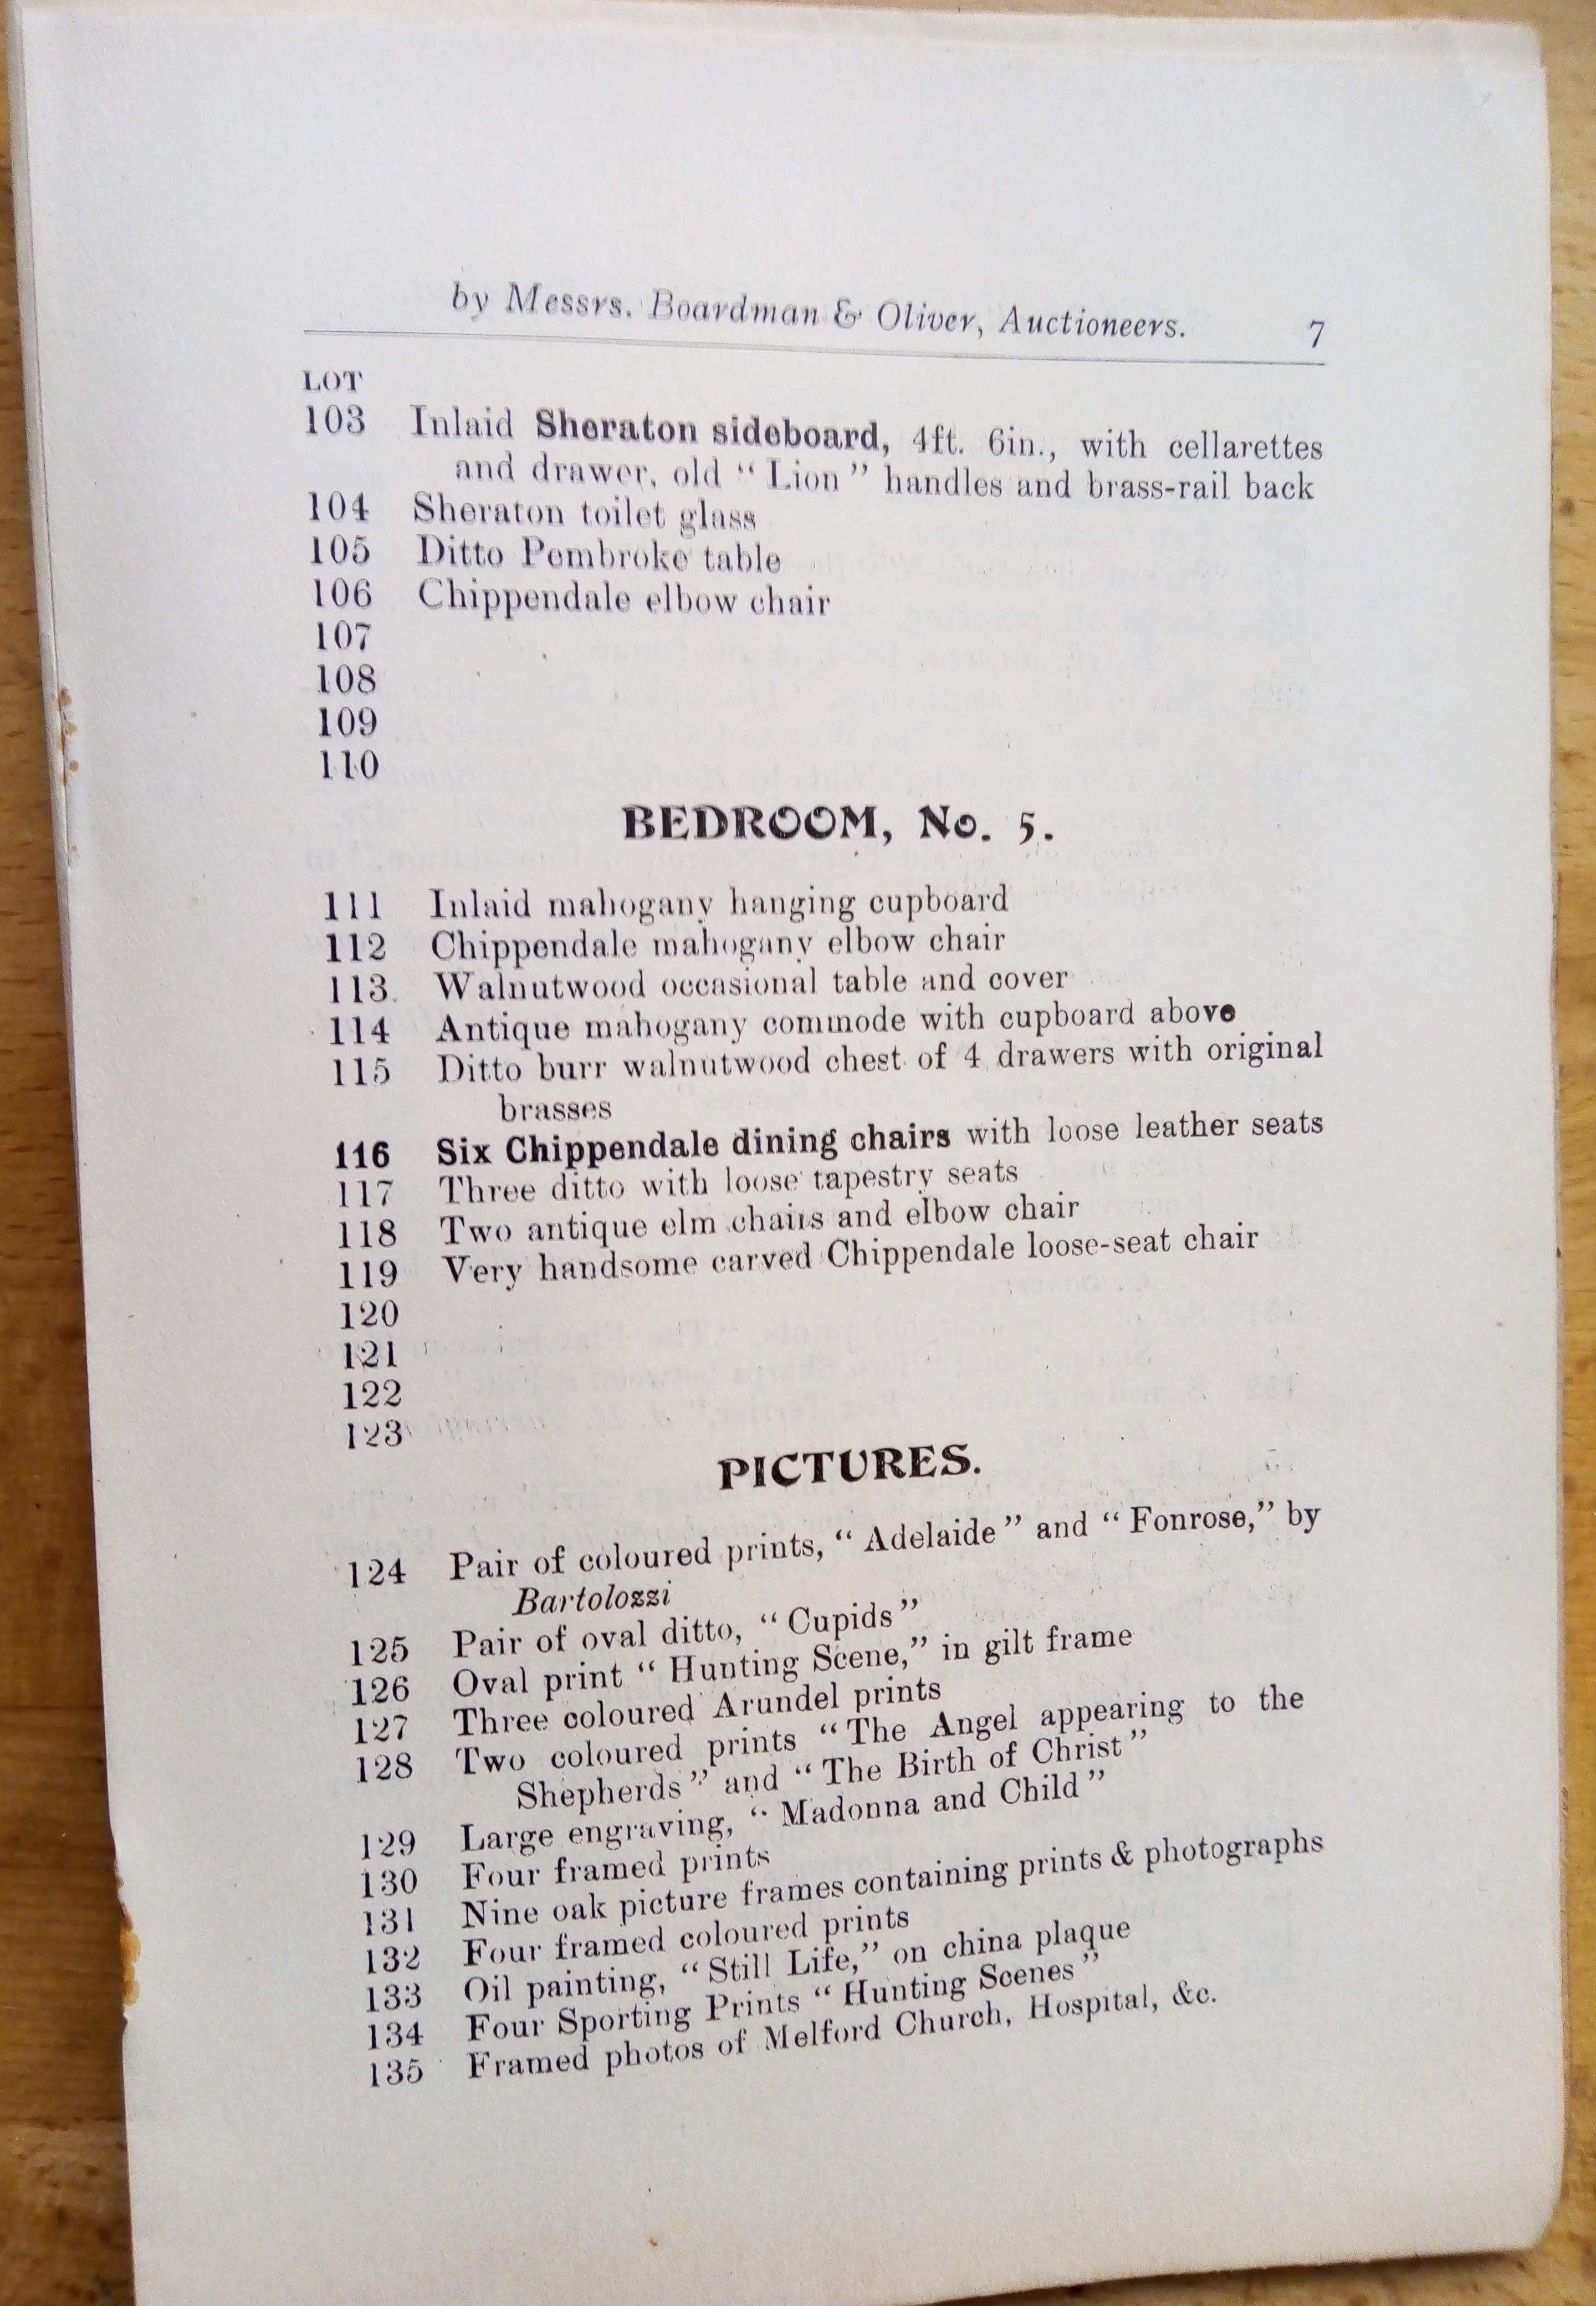 by Messrs. Boardman & Oliver, Auctioneers. 7
LOT
103 Inlaid Sheraton sideboard, 4ft. 6in., with cellarettes
and drawer, old “ Lion ” handles and brass-rail back
104 Sheraton toilet glass
105 Ditto Pembroke table
106 Chippendale elbow chair
107
108
109
110
BEDROOM, No. 5.
111 Inlaid mahogany hanging cupboard
112 Chippendale mahogany elbow chair
113 Walnutwood occasional table and cover
114 Antique mahogany commode with cupboard above
115 Ditto burr walnutwood chest of 4 drawers with original
brasses
116 Six Chippendale dining chairs with loose leather seats
117 Three ditto with loose tapestry seats
118 Two antique elm chairs and elbow chair
119 Very handsome carved Chippendale loose-seat chair
120
121
122
123
PICTURES.
124 Pair of coloured prints, “ Adelaide ” and “ Fonrose,” by
Bartolozzi
125 Pair of oval ditto, “ Cupids ”
126 Oval print “ Hunting Scene,” in gilt frame
127 Three coloured Arundel prints
128 Two coloured prints “ The Angel appearing to the
Shepherds ” and “ The Birth of Christ ”
129 Large engraving, “ Madonna and Child ”
130 Four framed prints
131 Nine oak picture frames containing prints & photographs
132 Four framed coloured prints
133 Oil painting, “ Still Life,” on china plaque
134 Four Sporting Prints “ Hunting Scenes ”
135 Framed photos of Melford Church, Hospital, &c.